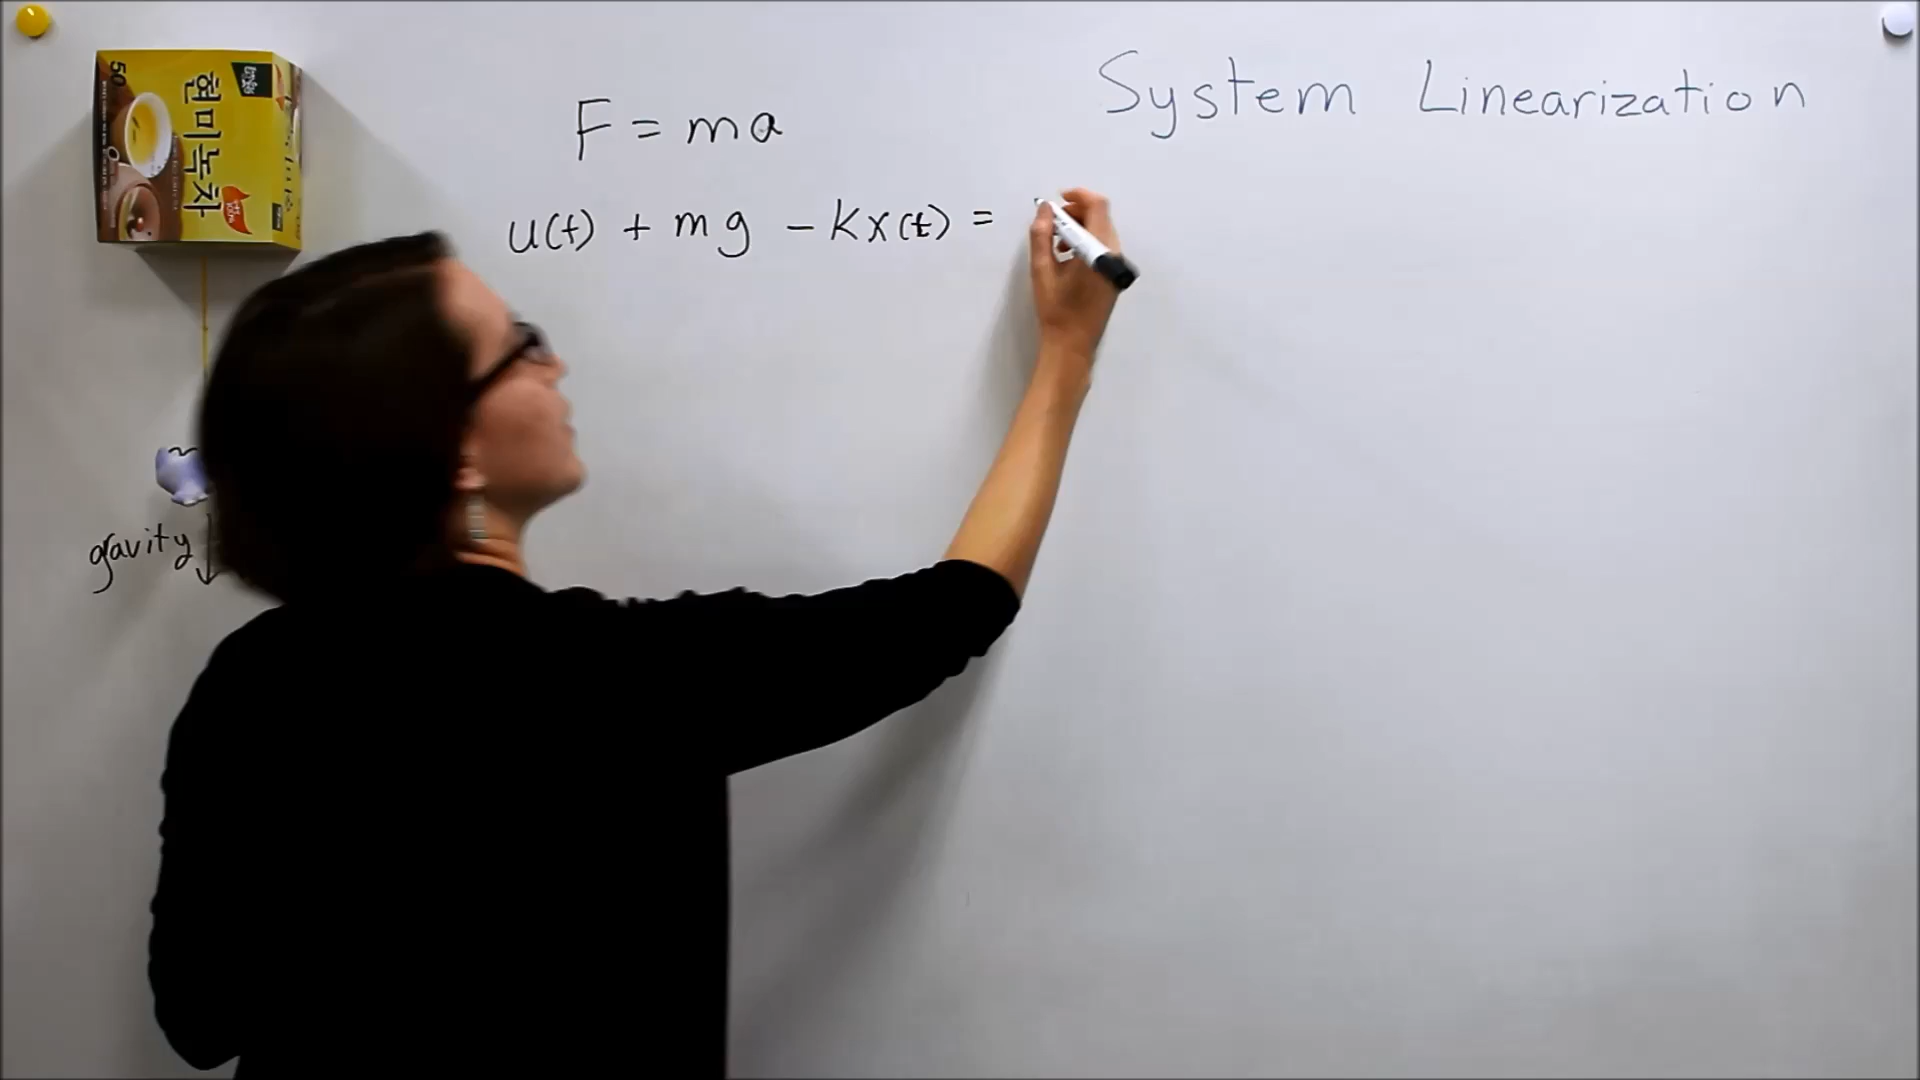 System Linearization
50
현미녹차
F = ma
u(t) + mg - kx(t) =
gravity